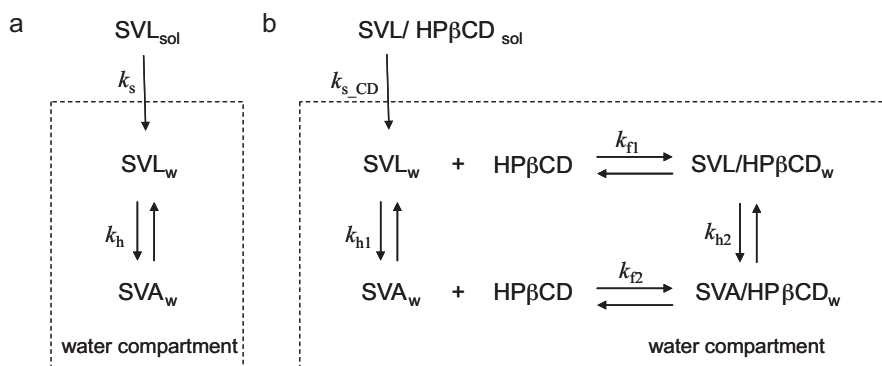 a
SVLsol
ks
SVLw
kh
SVAw
water compartment
b
SVL/ HPβCD sol
ks_CD
SVLw + HPβCD kf1 SVL/HPβCDw
kh1 kh2
SVAw + HPβCD kf2 SVA/HPβCDw
water compartment